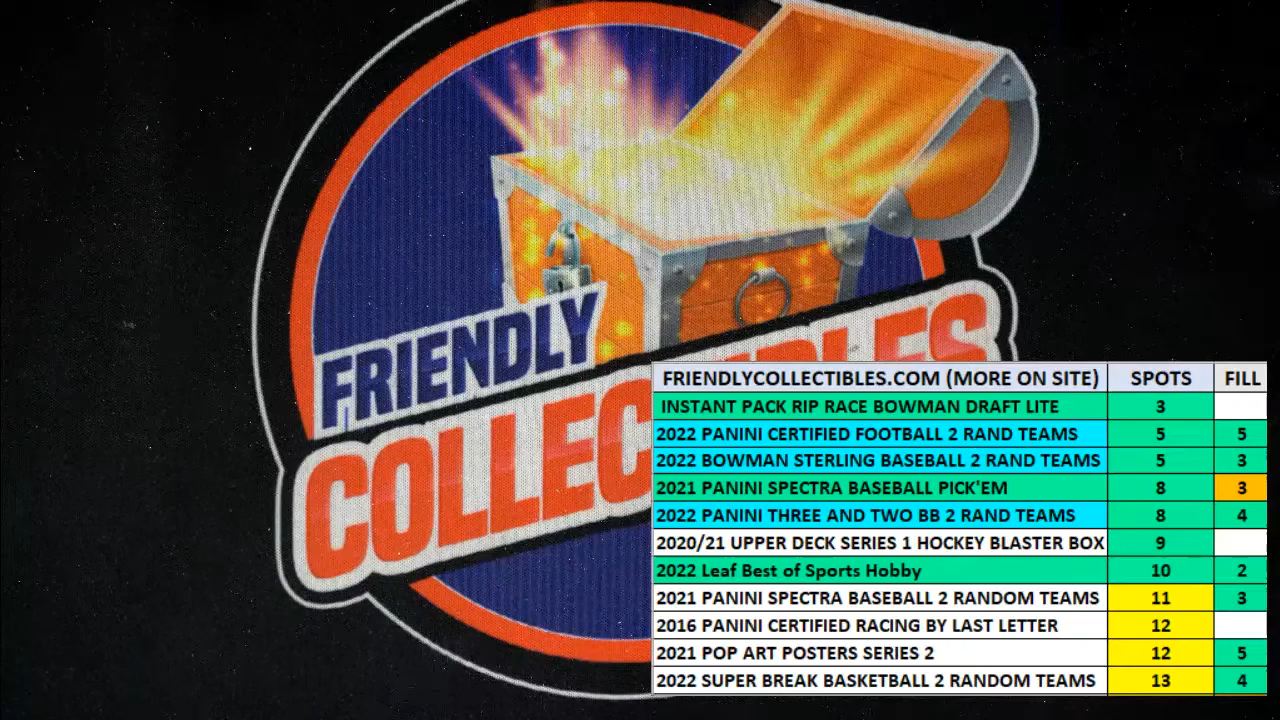 FRIENDLY
COLLEC
FRIENDLYCOLLECTIBLES.COM (MORE ON SITE) SPOTS FILL
INSTANT PACK RIP RACE BOWMAN DRAFT LITE 3
2022 PANINI CERTIFIED FOOTBALL 2 RAND TEAMS 5 5
2022 BOWMAN STERLING BASEBALL 2 RAND TEAMS 5 3
2021 PANINI SPECTRA BASEBALL PICK'EM 8 3
2022 PANINI THREE AND TWO BB 2 RAND TEAMS 8 4
2020/21 UPPER DECK SERIES 1 HOCKEY BLASTER BOX 9
2022 Leaf Best of Sports Hobby 10 2
2021 PANINI SPECTRA BASEBALL 2 RANDOM TEAMS 11 3
2016 PANINI CERTIFIED RACING BY LAST LETTER 12
2021 POP ART POSTERS SERIES 2 12 5
2022 SUPER BREAK BASKETBALL 2 RANDOM TEAMS 13 4